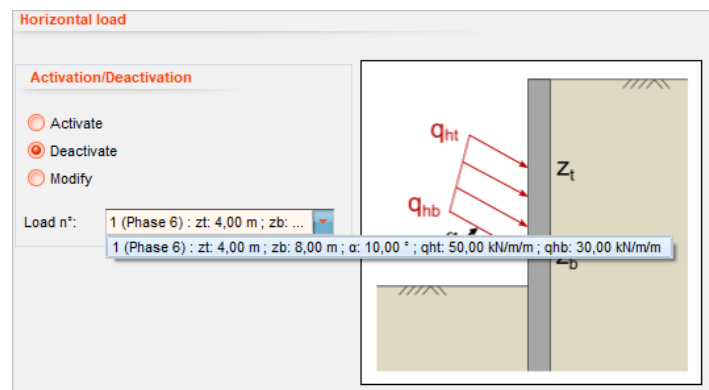 Horizontal load
Activation/Deactivation
Activate
Deactivate
Modify
Load n°: 1 (Phase 6) : zt: 4,00 m ; zb: ...
1 (Phase 6) : zt: 4,00 m ; zb: 8,00 m ; α: 10,00 ° ; qht: 50,00 kN/m/m ; qhb: 30,00 kN/m/m
qht
zt
qhb